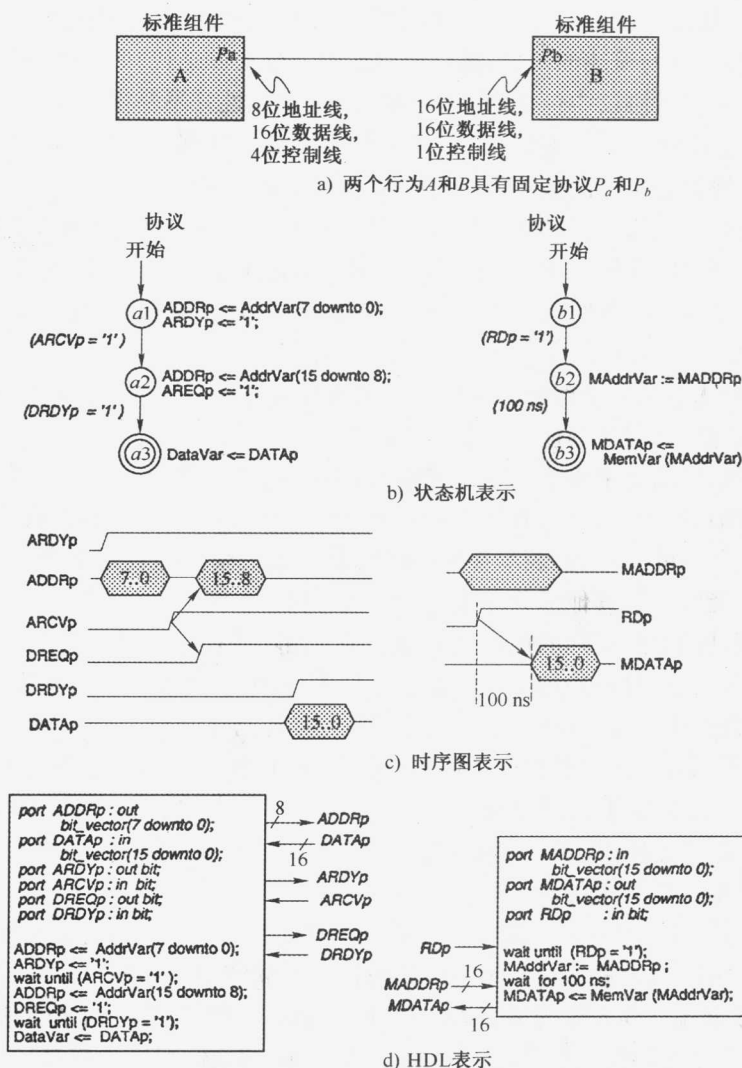 标准组件
标准组件
Pa
Pb
A
B
8位地址线,
16位数据线,
4位控制线
16位地址线,
16位数据线,
1位控制线
a) 两个行为A和B具有固定协议Pa和Pb
协议
开始
a1
ADDRp <= AddrVar(7 downto 0);
ARDYp <= '1';
(ARCVp = '1')
a2
ADDRp <= AddrVar(15 downto 8);
AREQp <= '1';
(DRDYp = '1')
a3
DataVar <= DATAp
协议
开始
b1
(RDp = '1')
b2
MAddrVar := MADDRp
(100 ns)
b3
MDATAp <=
MemVar (MAddrVar)
b) 状态机表示
ARDYp
ADDRp
7..0
15..8
ARCVp
DREQp
DRDYp
DATAp
15..0
MADDRp
RDp
15..0
MDATAp
100 ns
c) 时序图表示
port ADDRp : out
bit_vector(7 downto 0);
port DATAp : in
bit_vector(15 downto 0);
port ARDYp : out bit;
port ARCVp : in bit;
port DREQp : out bit;
port DRDYp : in bit;
ADDRp <= AddrVar(7 downto 0);
ARDYp <= '1';
wait until (ARCVp = '1' );
ADDRp <= AddrVar(15 downto 8);
DREQp <= '1';
wait until (DRDYp = '1');
DataVar <= DATAp;
8
ADDRp
DATAp
16
ARDYp
ARCVp
DREQp
DRDYp
RDp
16
MADDRp
MDATAp
16
port MADDRp : in
bit_vector(15 downto 0);
port MDATAp : out
bit_vector(15 downto 0);
port RDp : in bit;
wait until (RDp = '1');
MAddrVar := MADDRp ;
wait for 100 ns;
MDATAp <= MemVar (MAddrVar);
d) HDL表示